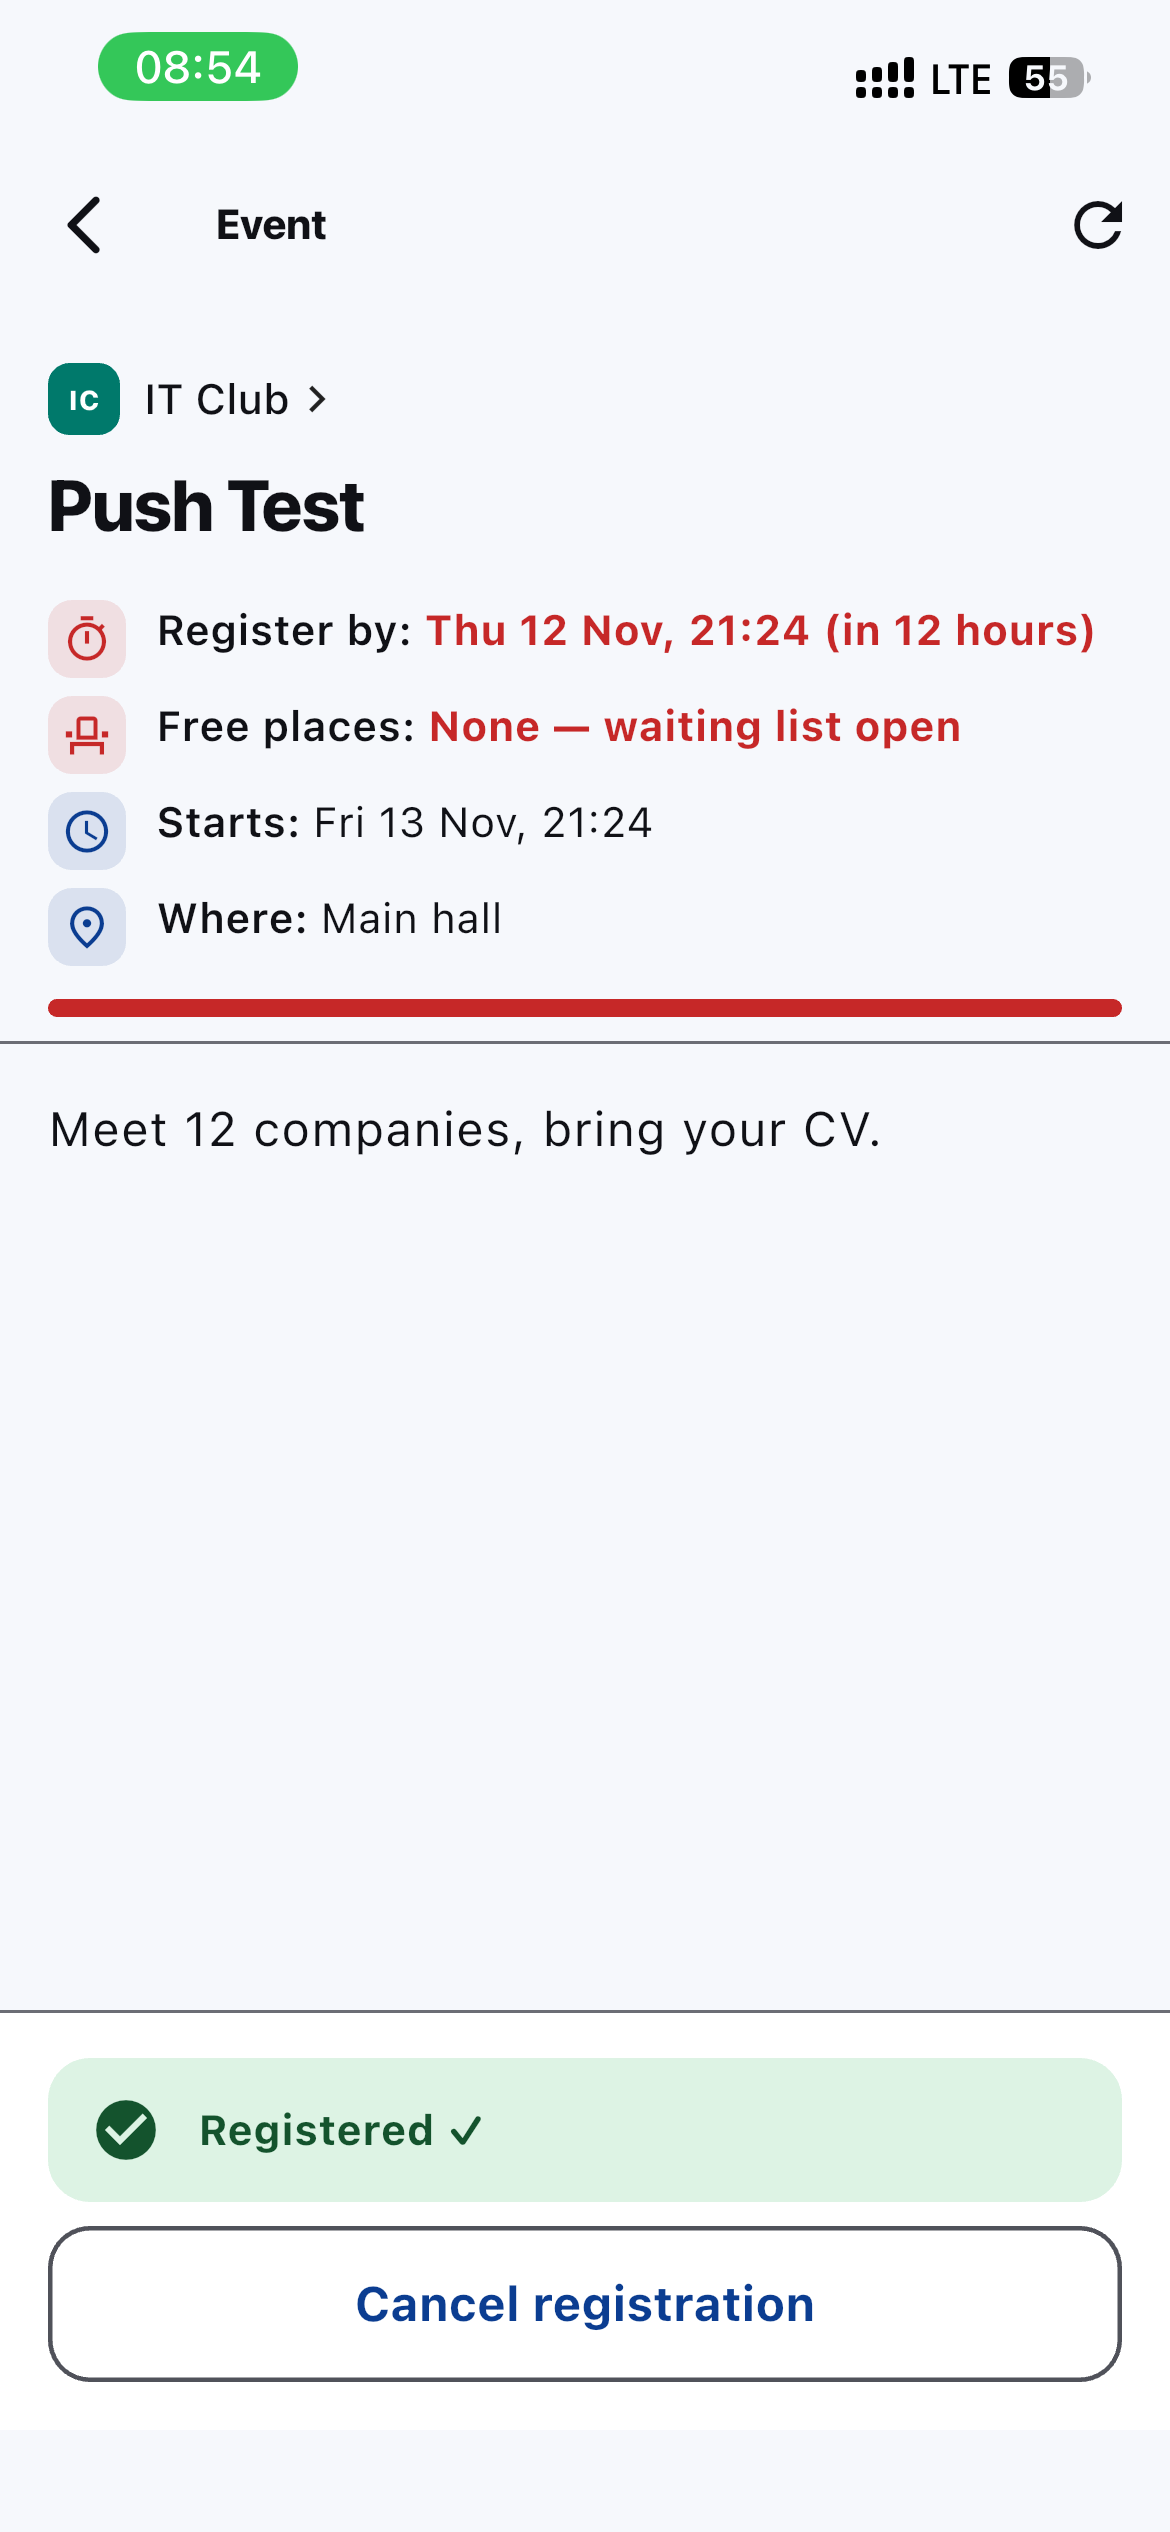 08:54
LTE 55
Event
IC IT Club
Push Test
Register by: Thu 12 Nov, 21:24 (in 12 hours)
Free places: None — waiting list open
Starts: Fri 13 Nov, 21:24
Where: Main hall
Meet 12 companies, bring your CV.
Registered ✓
Cancel registration